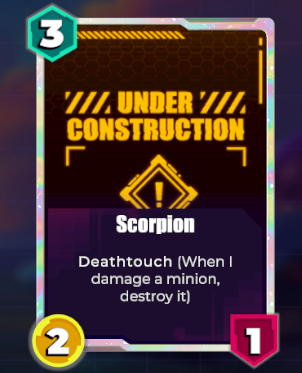 3
UNDER
CONSTRUCTION
!
Scorpion
Deathtouch (When I
damage a minion,
destroy it)
2
1